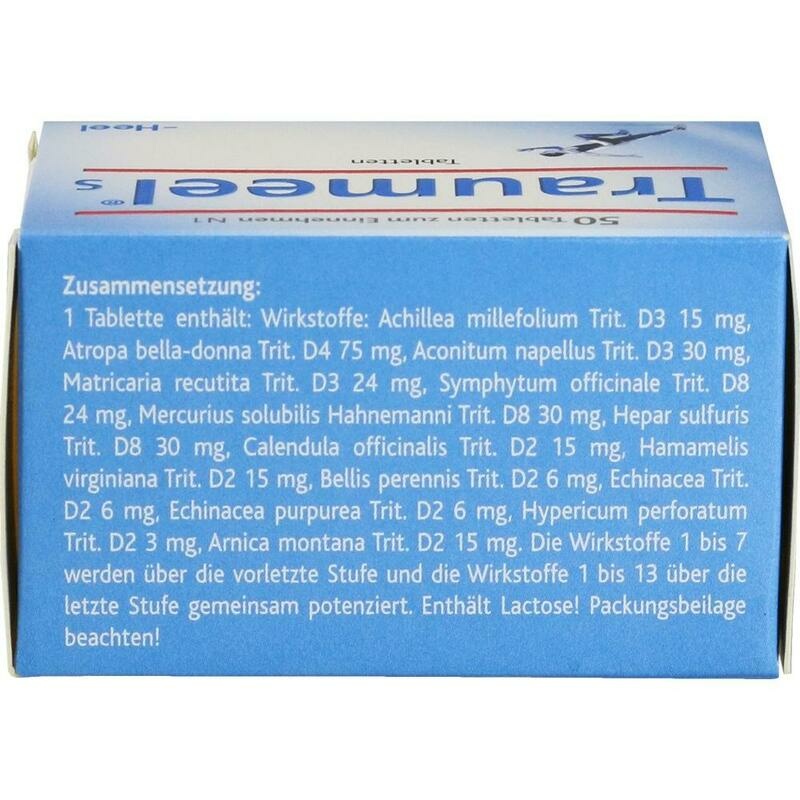 -Heel
Tabletten
Traumeel® s
50 Tabletten zum Einnehmen N1
Zusammensetzung:
1 Tablette enthält: Wirkstoffe: Achillea millefolium Trit. D3 15 mg,
Atropa bella-donna Trit. D4 75 mg, Aconitum napellus Trit. D3 30 mg,
Matricaria recutita Trit. D3 24 mg, Symphytum officinale Trit. D8
24 mg, Mercurius solubilis Hahnemanni Trit. D8 30 mg, Hepar sulfuris
Trit. D8 30 mg, Calendula officinalis Trit. D2 15 mg, Hamamelis
virginiana Trit. D2 15 mg, Bellis perennis Trit. D2 6 mg, Echinacea Trit.
D2 6 mg, Echinacea purpurea Trit. D2 6 mg, Hypericum perforatum
Trit. D2 3 mg, Arnica montana Trit. D2 15 mg. Die Wirkstoffe 1 bis 7
werden über die vorletzte Stufe und die Wirkstoffe 1 bis 13 über die
letzte Stufe gemeinsam potenziert. Enthält Lactose! Packungsbeilage
beachten!